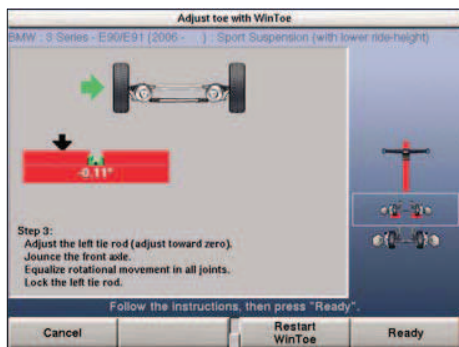 Adjust toe with WinToe
BMW : 3 Series - E90/E91 (2006 -     ) : Sport Suspension (with lower ride-height)
-0.11°
Step 3:
Adjust the left tie rod (adjust toward zero).
Jounce the front axle.
Equalize rotational movement in all joints.
Lock the left tie rod.
Follow the instructions, then press "Ready".
Cancel
Restart
WinToe
Ready